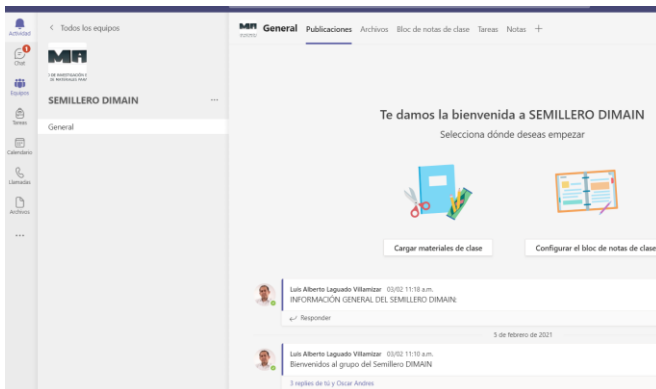 Actividad
Chat
1
Equipos
Tareas
Calendario
Llamadas
Archivos
< Todos los equipos
SEMILLERO DIMAIN
General
General Publicaciones Archivos Bloc de notas de clase Tareas Notas +
Te damos la bienvenida a SEMILLERO DIMAIN
Selecciona dónde deseas empezar
Cargar materiales de clase
Configurar el bloc de notas de clase
Luis Alberto Laguado Villamizar 03/02 11:18 a.m.
INFORMACIÓN GENERAL DEL SEMILLERO DIMAIN:
Responder
5 de febrero de 2021
Luis Alberto Laguado Villamizar 03/02 11:10 a.m.
Bienvenidos al grupo del Semillero DIMAIN
3 replies de tú y Oscar Andres